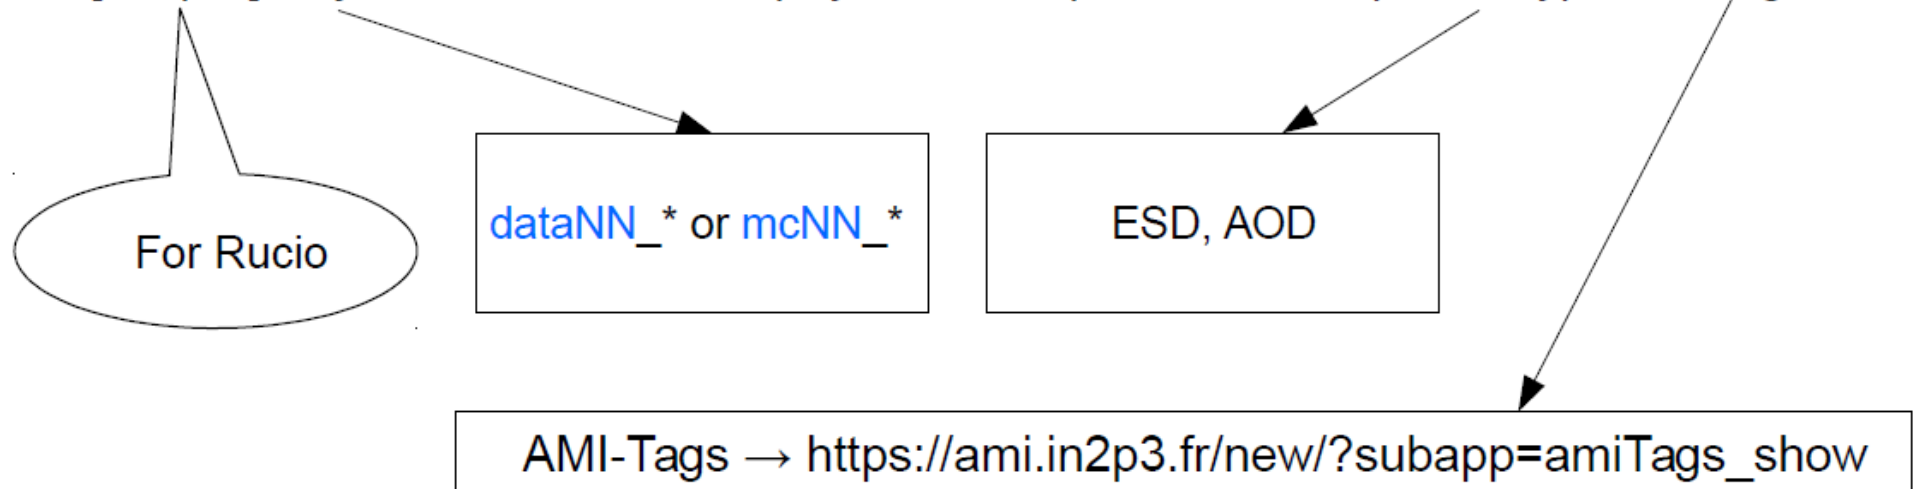 For Rucio
dataNN_* or mcNN_*
ESD, AOD
AMI-Tags → https://ami.in2p3.fr/new/?subapp=amiTags_show